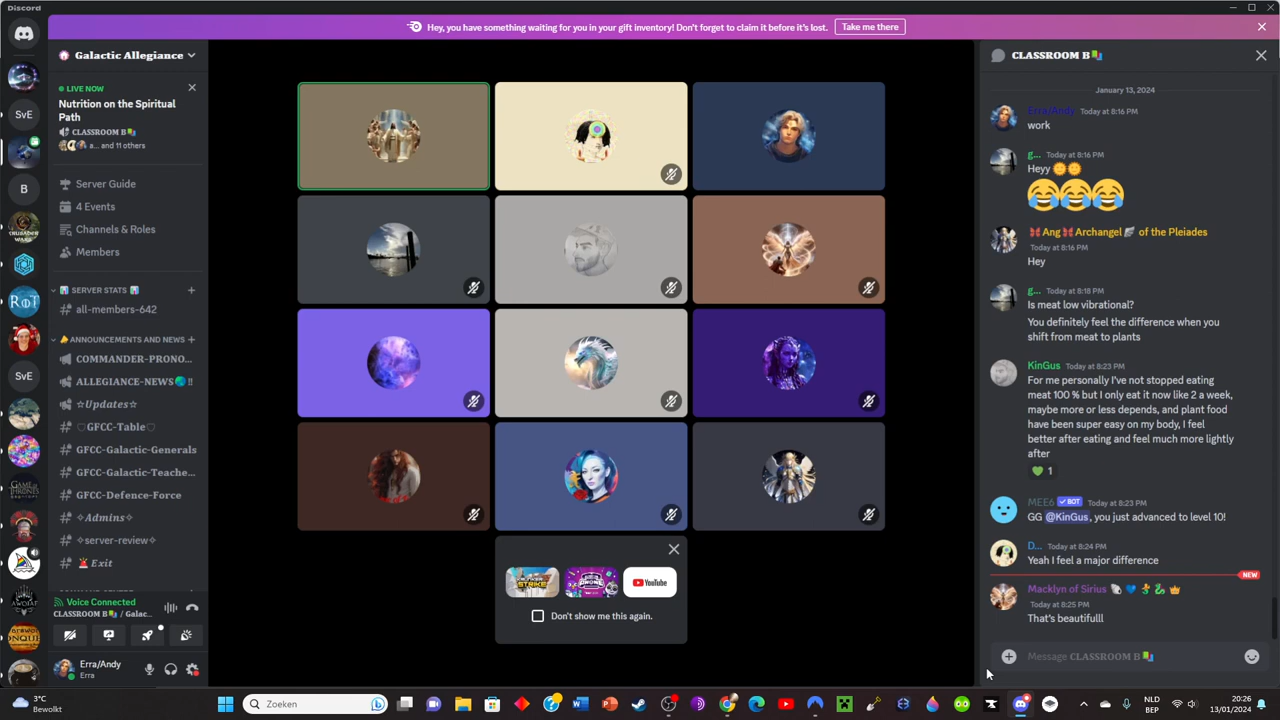 Discord
Hey, you have something waiting for you in your gift inventory! Don't forget to claim it before it's lost.
Take me there
Galactic Allegiance
LIVE NOW
Nutrition on the Spiritual
Path
CLASSROOM B
a... and 11 others
SvE
B
SvE
Server Guide
4 Events
Channels & Roles
Members
SERVER STATS
all-members-642
ANNOUNCEMENTS AND NEWS
COMMANDER-PRONO...
ALLEGIANCE-NEWS🌏‼
☆Updates☆
♡GFCC-Table♡
GFCC-Galactic-Generals
GFCC-Galactic-Teache...
GFCC-Defence-Force
✧Admins✧
✧server-review✧
🚨Exit
Voice Connected
CLASSROOM B / Galac...
Erra/Andy
Erra
YouTube
Don't show me this again.
CLASSROOM B
January 13, 2024
Erra/Andy Today at 8:16 PM
work
g... Today at 8:16 PM
Heyy 🌞🌞
😂😂😂
Ang Archangel of the Pleiades
Today at 8:16 PM
Hey
g... Today at 8:18 PM
Is meat low vibrational?
You definitely feel the difference when you
shift from meat to plants
KinGus Today at 8:23 PM
For me personally I've not stopped eating
meat 100 % but I only eat it now like 2 a week,
maybe more or less depends, and plant food
have been super easy on my body, I feel
better after eating and feel much more lightly
after
💚 1
MEE6 ✓ BOT Today at 8:23 PM
GG @KinGus, you just advanced to level 10!
D... Today at 8:24 PM
Yeah I feel a major difference
NEW
Macklyn of Sirius
Today at 8:25 PM
That's beautifulll
Message CLASSROOM B
3°C
Bewolkt
Zoeken
NLD
BEP
20:26
13/01/2024